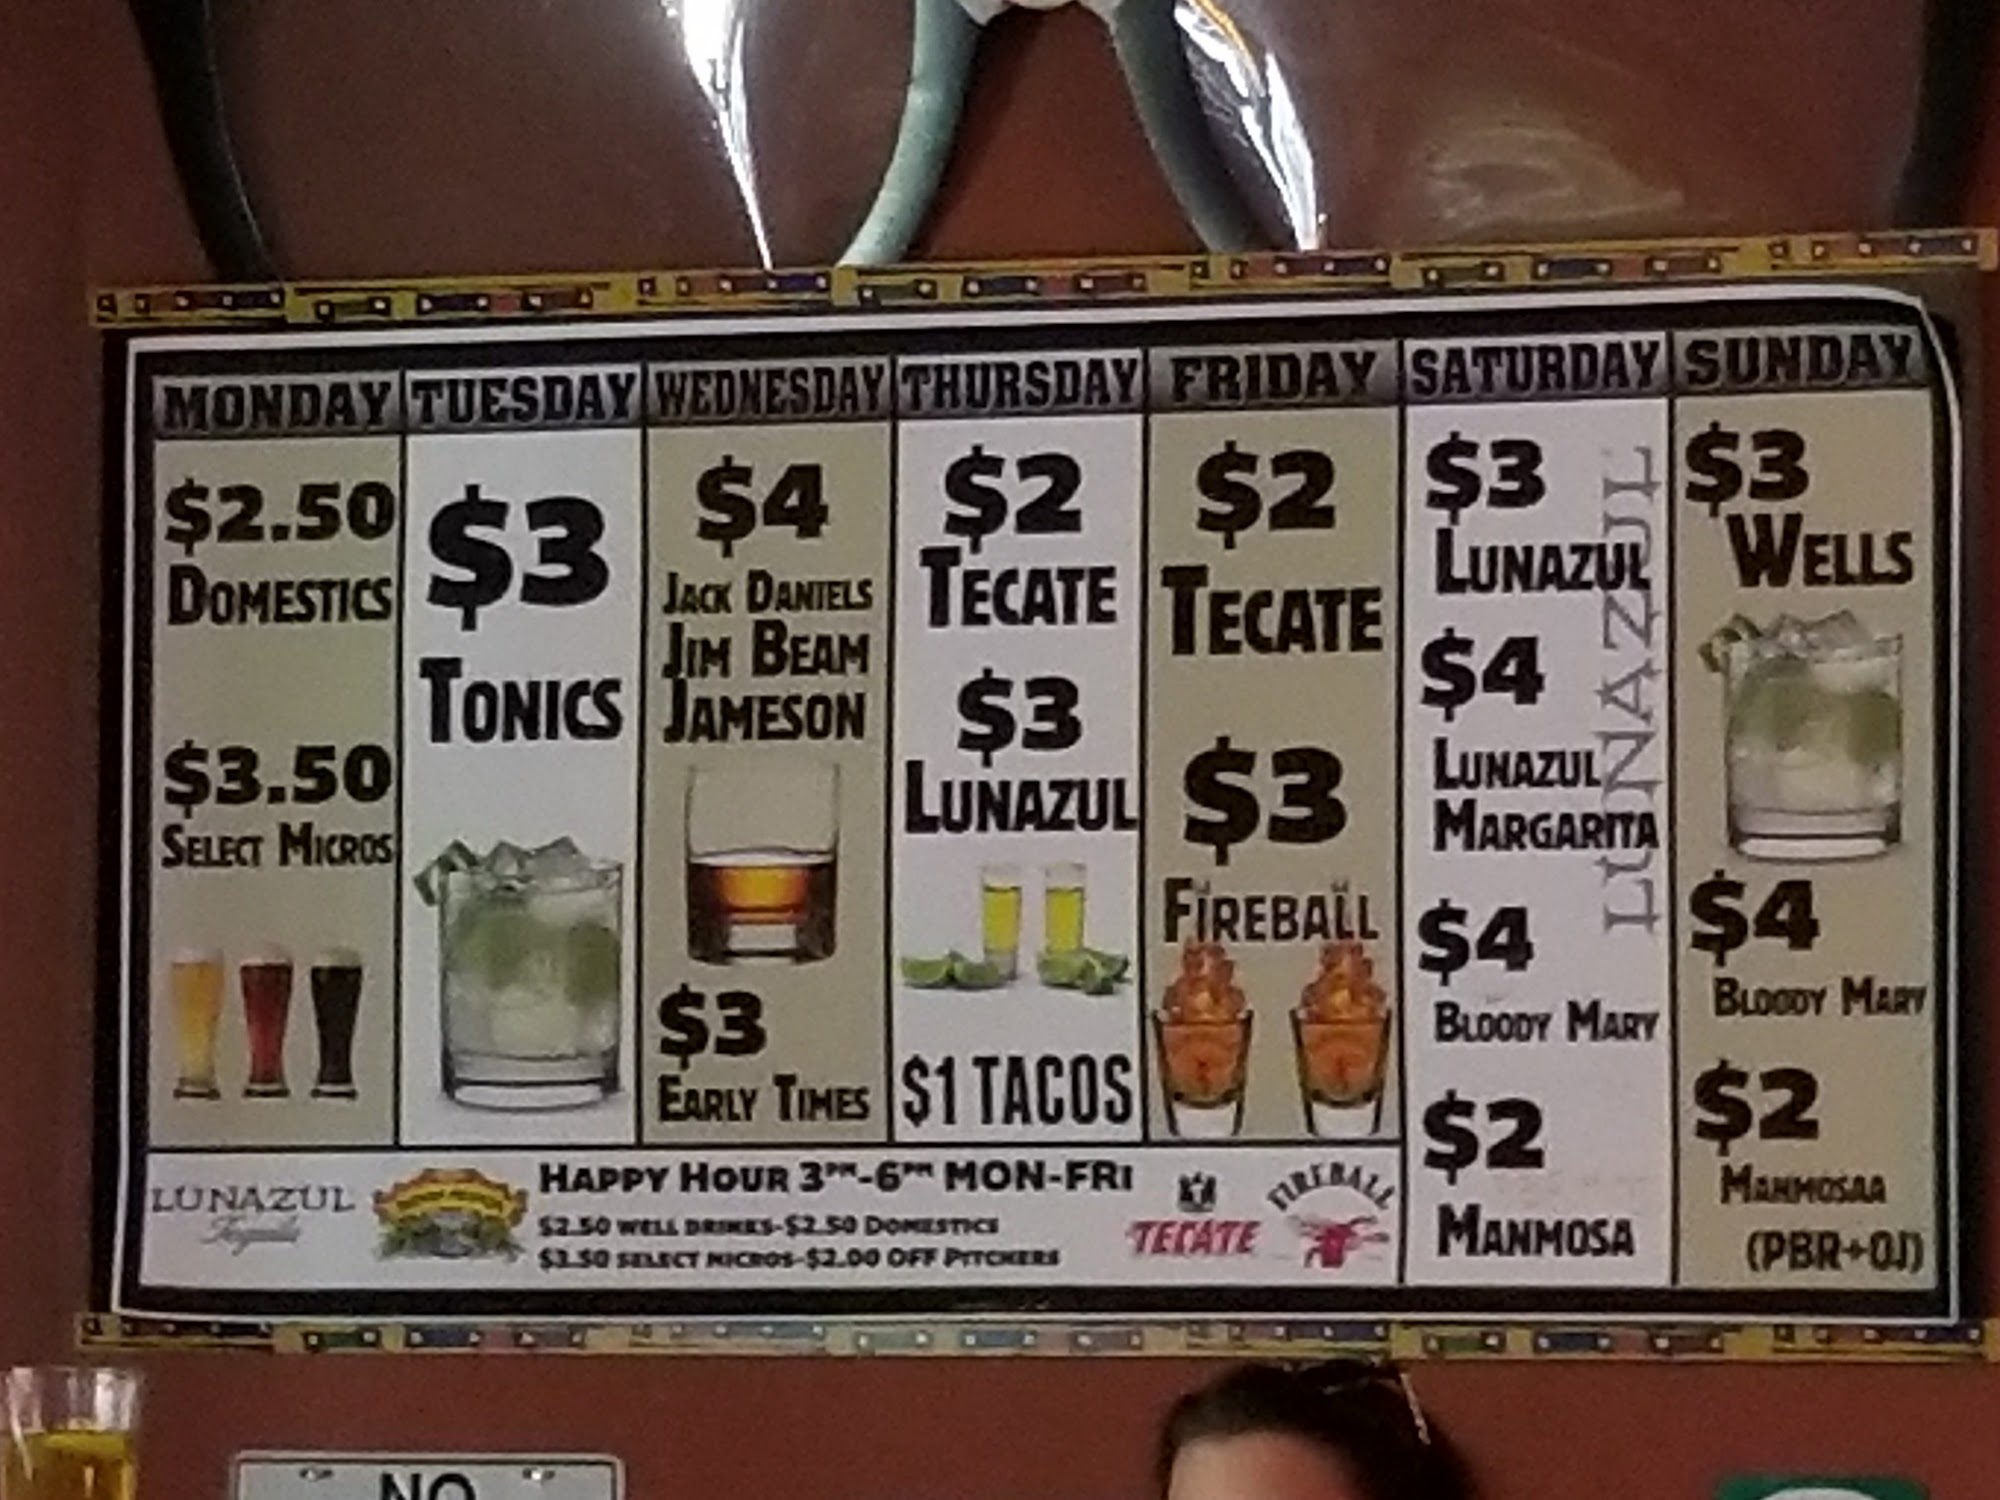 MONDAY
$2.50
DOMESTICS
$3.50
SELECT MICROS
TUESDAY
$3
TONICS
WEDNESDAY
$4
JACK DANIELS
JIM BEAM
JAMESON
$3
EARLY TIMES
THURSDAY
$2
TECATE
$3
LUNAZUL
$1 TACOS
FRIDAY
$2
TECATE
$3
FIREBALL
SATURDAY
$3
LUNAZUL
$4
LUNAZUL
MARGARITA
$4
BLOODY MARY
$2
MANMOSA
LUNAZUL
SUNDAY
$3
WELLS
$4
BLOODY MARY
$2
MANMOSAA
(PBR+OJ)
LUNAZUL
Tequila
HAPPY HOUR 3PM-6PM MON-FRI
$2.50 WELL DRINKS-$2.50 DOMESTICS
$3.50 SELECT MICROS-$2.00 OFF PITCHERS
TECATE
FIREBALL
NO